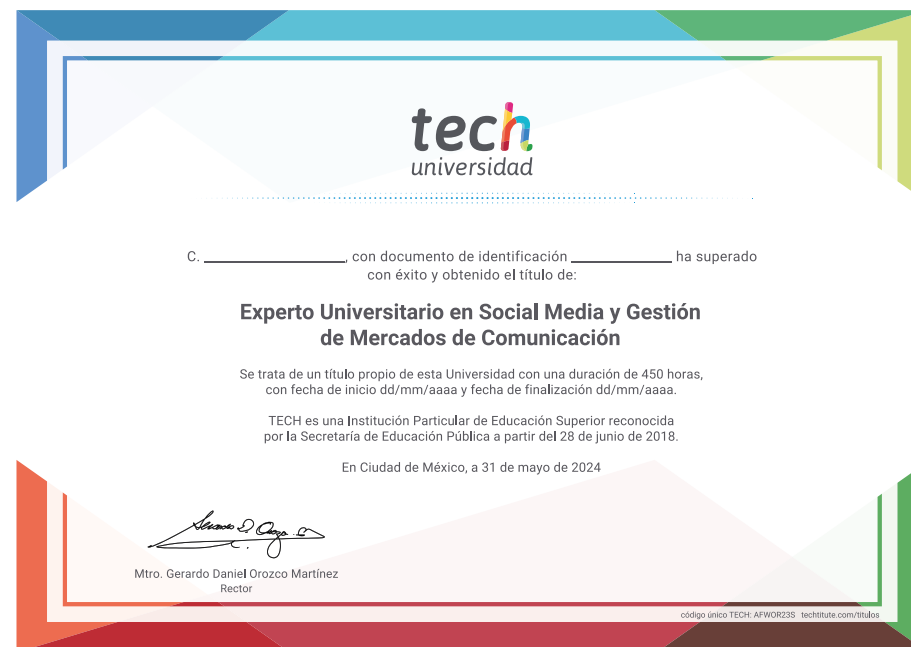 tech
universidad
C. ____________, con documento de identificación ____________ ha superado
con éxito y obtenido el título de:
Experto Universitario en Social Media y Gestión
de Mercados de Comunicación
Se trata de un título propio de esta Universidad con una duración de 450 horas,
con fecha de inicio dd/mm/aaaa y fecha de finalización dd/mm/aaaa.
TECH es una Institución Particular de Educación Superior reconocida
por la Secretaría de Educación Pública a partir del 28 de junio de 2018.
En Ciudad de México, a 31 de mayo de 2024
Mtro. Gerardo Daniel Orozco Martínez
Rector
código único TECH: AFWOR23S techtitute.com/titulos